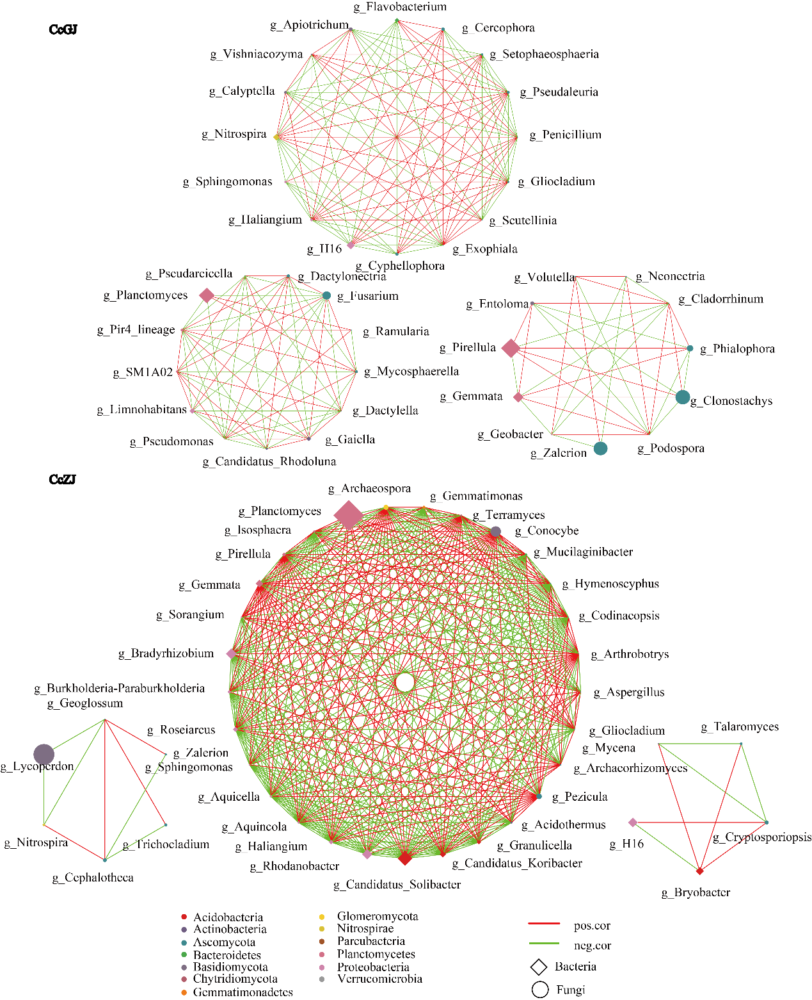 CcGJ
g_Flavobacterium
g_Apiotrichum
g_Cercophora
g_Vishniacozyma
g_Setophaeosphaeria
g_Calyptella
g_Pseudaleuria
g_Nitrospira
g_Penicillium
g_Sphingomonas
g_Gliocladium
g_Haliangium
g_Scutellinia
g_H16
g_Exophiala
g_Cyphellophora
g_Pseudarcicella
g_Dactylonectria
g_Planctomyces
g_Fusarium
g_Pir4_lineage
g_Ramularia
g_SM1A02
g_Mycosphaerella
g_Limnohabitans
g_Dactylella
g_Pseudomonas
g_Gaiella
g_Candidatus_Rhodoluna
g_Volutella
g_Neonectria
g_Entoloma
g_Cladorrhinum
g_Pirellula
g_Phialophora
g_Gemmata
g_Clonostachys
g_Geobacter
g_Zalerion
g_Podospora
CcZJ
g_Archaeospora
g_Gemmatimonas
g_Planctomyces
g_Terramyces
g_Isosphaera
g_Conocybe
g_Pirellula
g_Mucilaginibacter
g_Gemmata
g_Hymenoscyphus
g_Sorangium
g_Codinaeopsis
g_Bradyrhizobium
g_Arthrobotrys
g_Burkholderia-Paraburkholderia
g_Aspergillus
g_Geoglossum
g_Roseiarcus
g_Gliocladium
g_Talaromyces
g_Zalerion
g_Mycena
g_Lycoperdon
g_Sphingomonas
g_Archaeorhizomyces
g_Aquicella
g_Pezicula
g_Aquincola
g_Acidothermus
g_Nitrospira
g_Trichocladium
g_Haliangium
g_Granulicella
g_H16
g_Cryptosporiopsis
g_Rhodanobacter
g_Candidatus_Koribacter
g_Cephalotheca
g_Candidatus_Solibacter
g_Bryobacter
Acidobacteria
Actinobacteria
Ascomycota
Bacteroidetes
Basidiomycota
Chytridiomycota
Gemmatimonadetes
Glomeromycota
Nitrospirae
Parcubacteria
Planctomycetes
Proteobacteria
Verrucomicrobia
pos.cor
neg.cor
Bacteria
Fungi